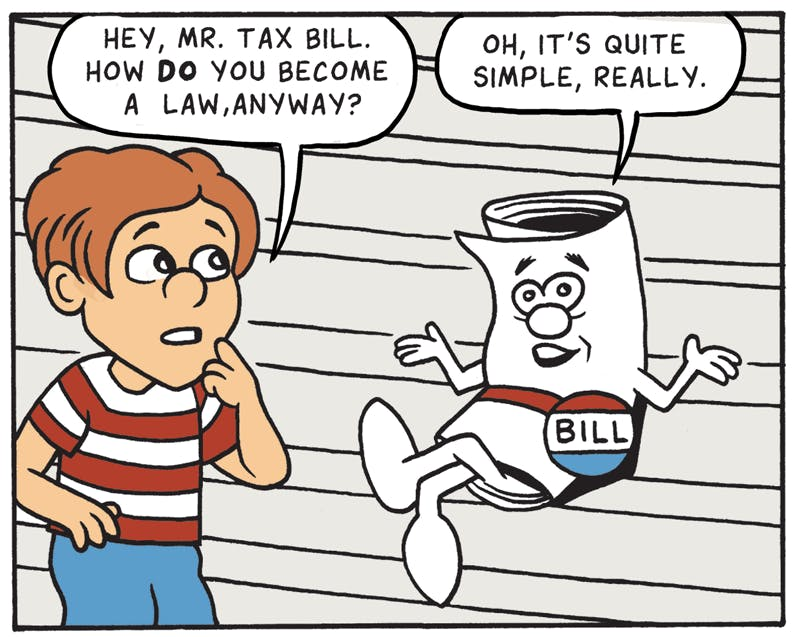 HEY, MR. TAX BILL.
HOW DO YOU BECOME
A LAW,ANYWAY?
OH, IT'S QUITE
SIMPLE, REALLY.
BILL